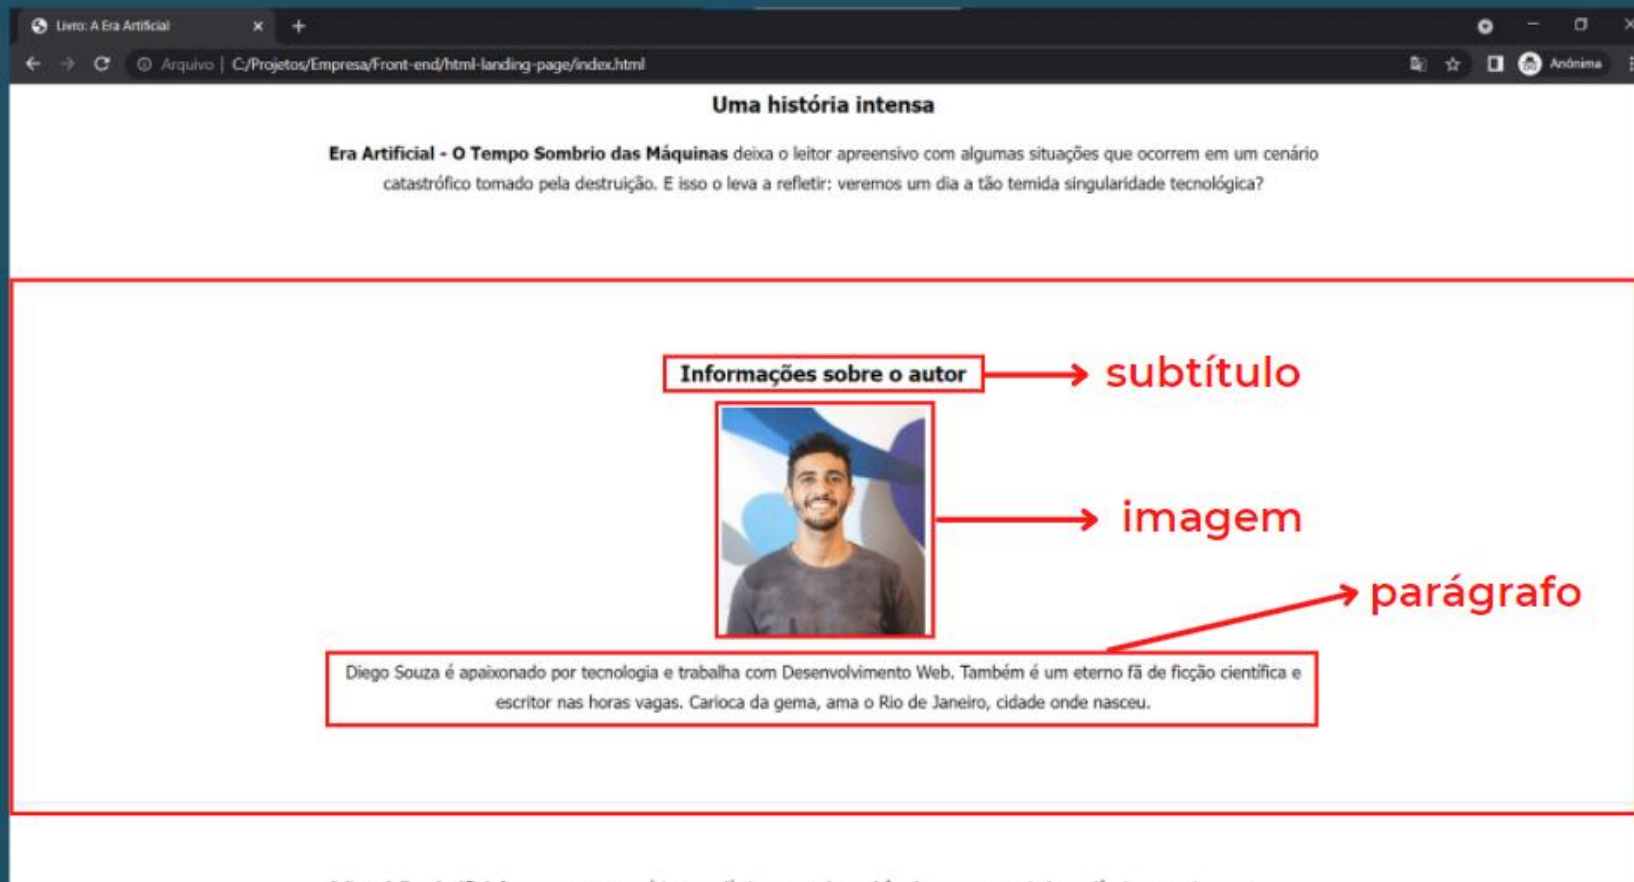 Livro: A Era Artificial
Arquivo | C:/Projetos/Empresa/Front-end/html-landing-page/index.html
Anônima
Uma história intensa
Era Artificial - O Tempo Sombrio das Máquinas deixa o leitor apreensivo com algumas situações que ocorrem em um cenário
catastrófico tomado pela destruição. E isso o leva a refletir: veremos um dia a tão temida singularidade tecnológica?
Informações sobre o autor
subtítulo
imagem
parágrafo
Diego Souza é apaixonado por tecnologia e trabalha com Desenvolvimento Web. Também é um eterno fã de ficção científica e
escritor nas horas vagas. Carioca da gema, ama o Rio de Janeiro, cidade onde nasceu.